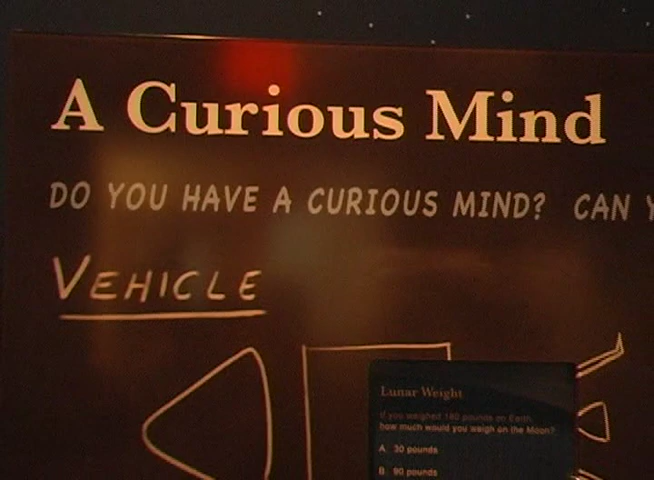 A Curious Mind
DO YOU HAVE A CURIOUS MIND? CAN
VEHICLE
Lunar Weight
If you weighed 180 pounds on Earth,
how much would you weigh on the Moon?
A. 30 pounds
B. 90 pounds